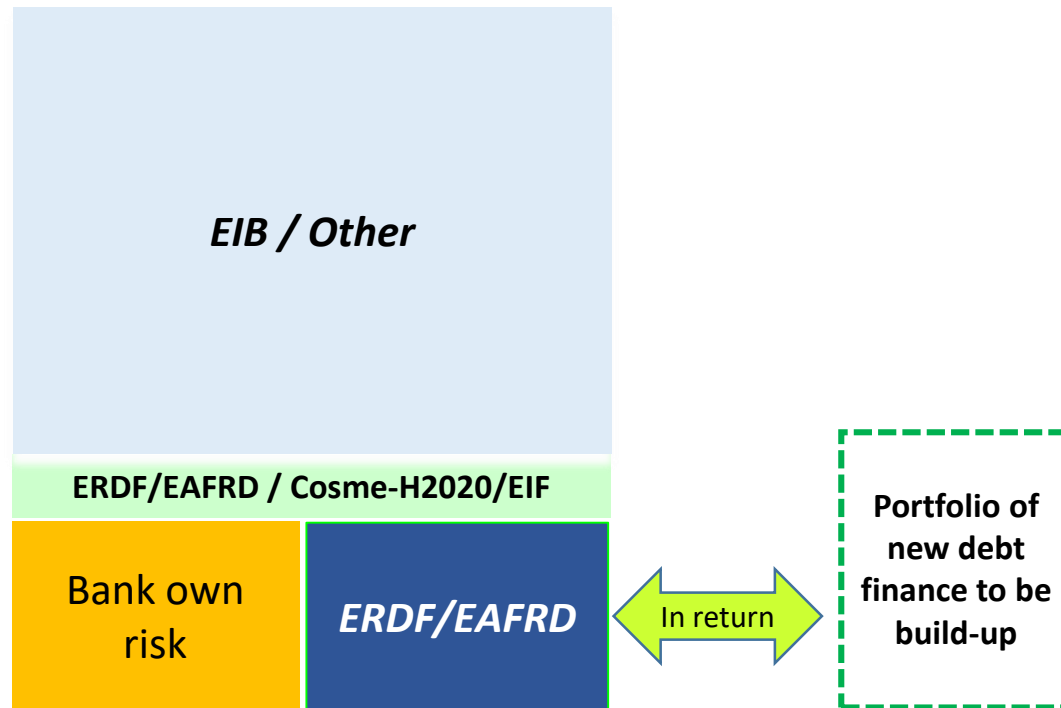 EIB / Other
ERDF/EAFRD / Cosme-H2020/EIF
Bank own
risk
ERDF/EAFRD
In return
Portfolio of
new debt
finance to be
build-up